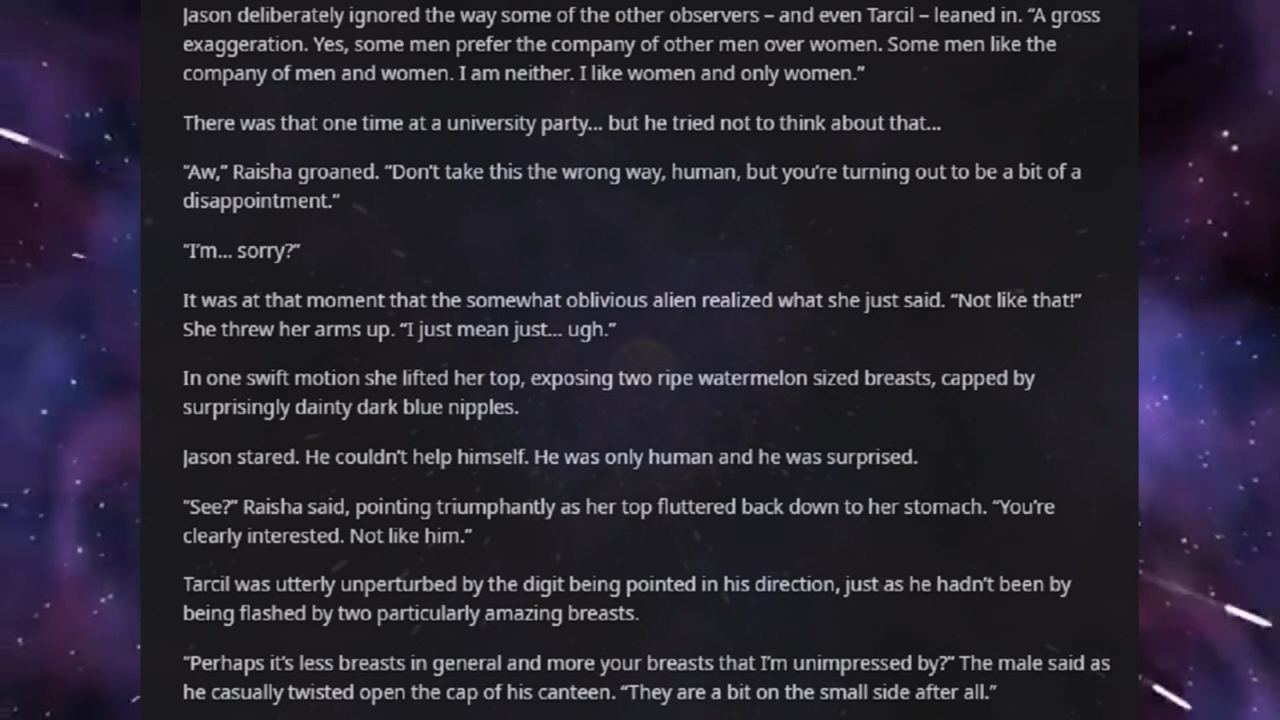 Jason deliberately ignored the way some of the other observers – and even Tarcil – leaned in. “A gross
exaggeration. Yes, some men prefer the company of other men over women. Some men like the
company of men and women. I am neither. I like women and only women.”
There was that one time at a university party... but he tried not to think about that...
“Aw,” Raisha groaned. “Don’t take this the wrong way, human, but you’re turning out to be a bit of a
disappointment.”
“I’m... sorry?”
It was at that moment that the somewhat oblivious alien realized what she just said. “Not like that!”
She threw her arms up. “I just mean just... ugh.”
In one swift motion she lifted her top, exposing two ripe watermelon sized breasts, capped by
surprisingly dainty dark blue nipples.
Jason stared. He couldn’t help himself. He was only human and he was surprised.
“See?” Raisha said, pointing triumphantly as her top fluttered back down to her stomach. “You’re
clearly interested. Not like him.”
Tarcil was utterly unperturbed by the digit being pointed in his direction, just as he hadn’t been by
being flashed by two particularly amazing breasts.
“Perhaps it’s less breasts in general and more your breasts that I’m unimpressed by?” The male said as
he casually twisted open the cap of his canteen. “They are a bit on the small side after all.”